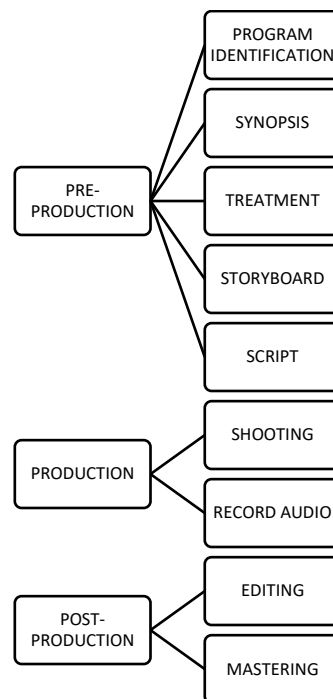 PRE-
PRODUCTION
PROGRAM
IDENTIFICATION
SYNOPSIS
TREATMENT
STORYBOARD
SCRIPT
PRODUCTION
SHOOTING
RECORD AUDIO
POST-
PRODUCTION
EDITING
MASTERING